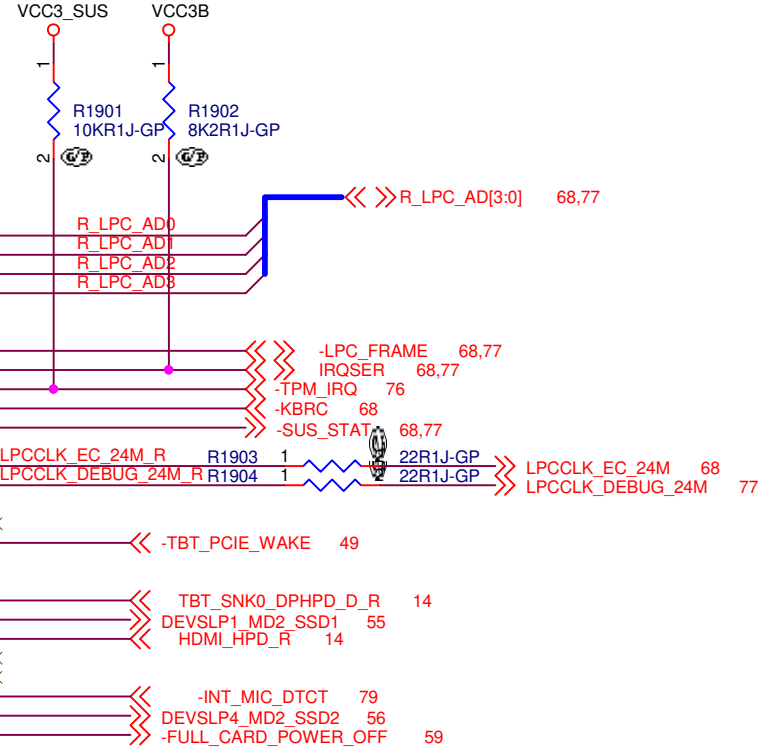 VCC3_SUS VCC3B
1 1
R1901 R1902
10KR1J-GP 8K2R1J-GP
2 G/P 2 G/P
R_LPC_AD[3:0] 68,77
R_LPC_AD0
R_LPC_AD1
R_LPC_AD2
R_LPC_AD3
-LPC_FRAME 68,77
IRQSER 68,77
-TPM_IRQ 76
-KBRC 68
-SUS_STAT 68,77
LPCCLK_EC_24M_R R1903 1 22R1J-GP
LPCCLK_EC_24M 68
LPCCLK_DEBUG_24M_R R1904 1 2 22R1J-GP
LPCCLK_DEBUG_24M 77
-TBT_PCIE_WAKE 49
TBT_SNK0_DPHPD_D_R 14
DEVSLP1_MD2_SSD1 55
HDMI_HPD_R 14
-INT_MIC_DTCT 79
DEVSLP4_MD2_SSD2 56
-FULL_CARD_POWER_OFF 59